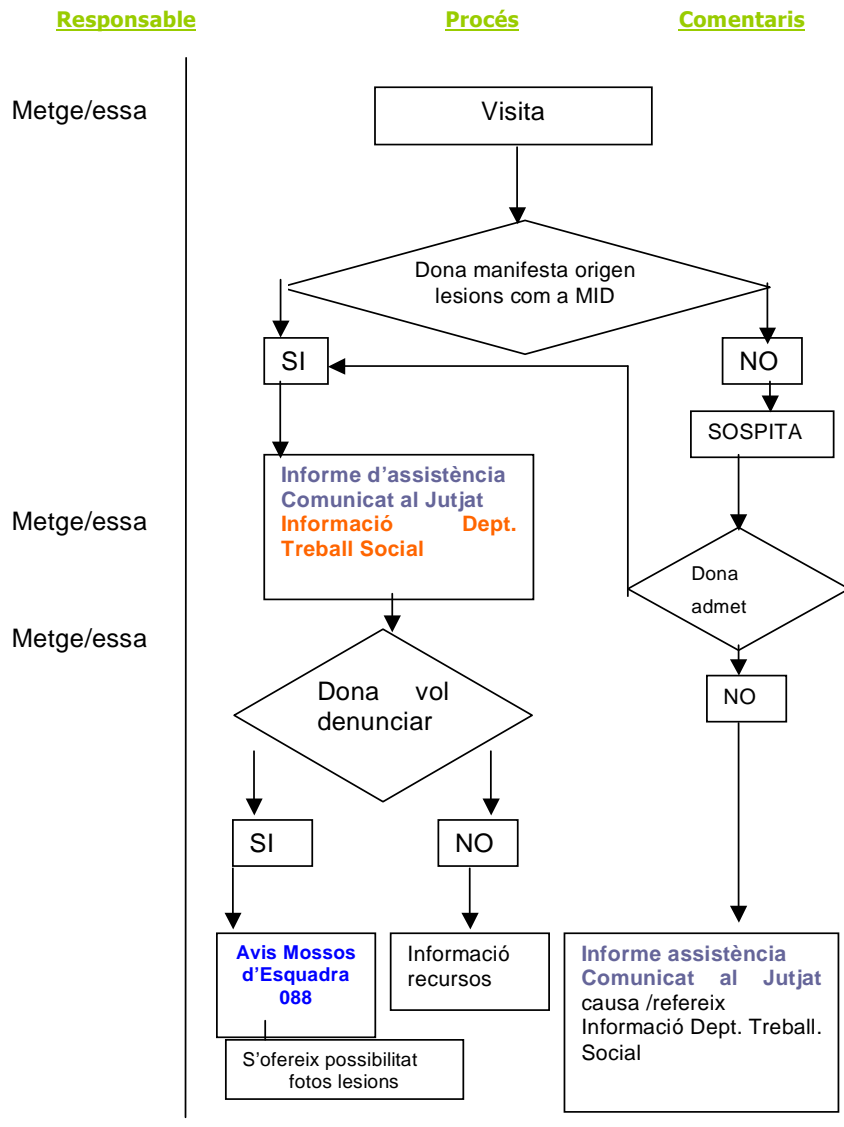 Responsable
Procés
Comentaris
Metge/essa
Visita
Dona manifesta origen
lesions com a MID
SI
NO
SOSPITA
Informe d'assistència
Comunicat al Jutjat
Informació Dept.
Treball Social
Metge/essa
Dona
admet
Metge/essa
Dona vol
denunciar
NO
SI
NO
Avis Mossos
d'Esquadra
088
Informació
recursos
Informe assistència
Comunicat al Jutjat
causa /refereix
Informació Dept. Treball.
Social
S'ofereix possibilitat
fotos lesions